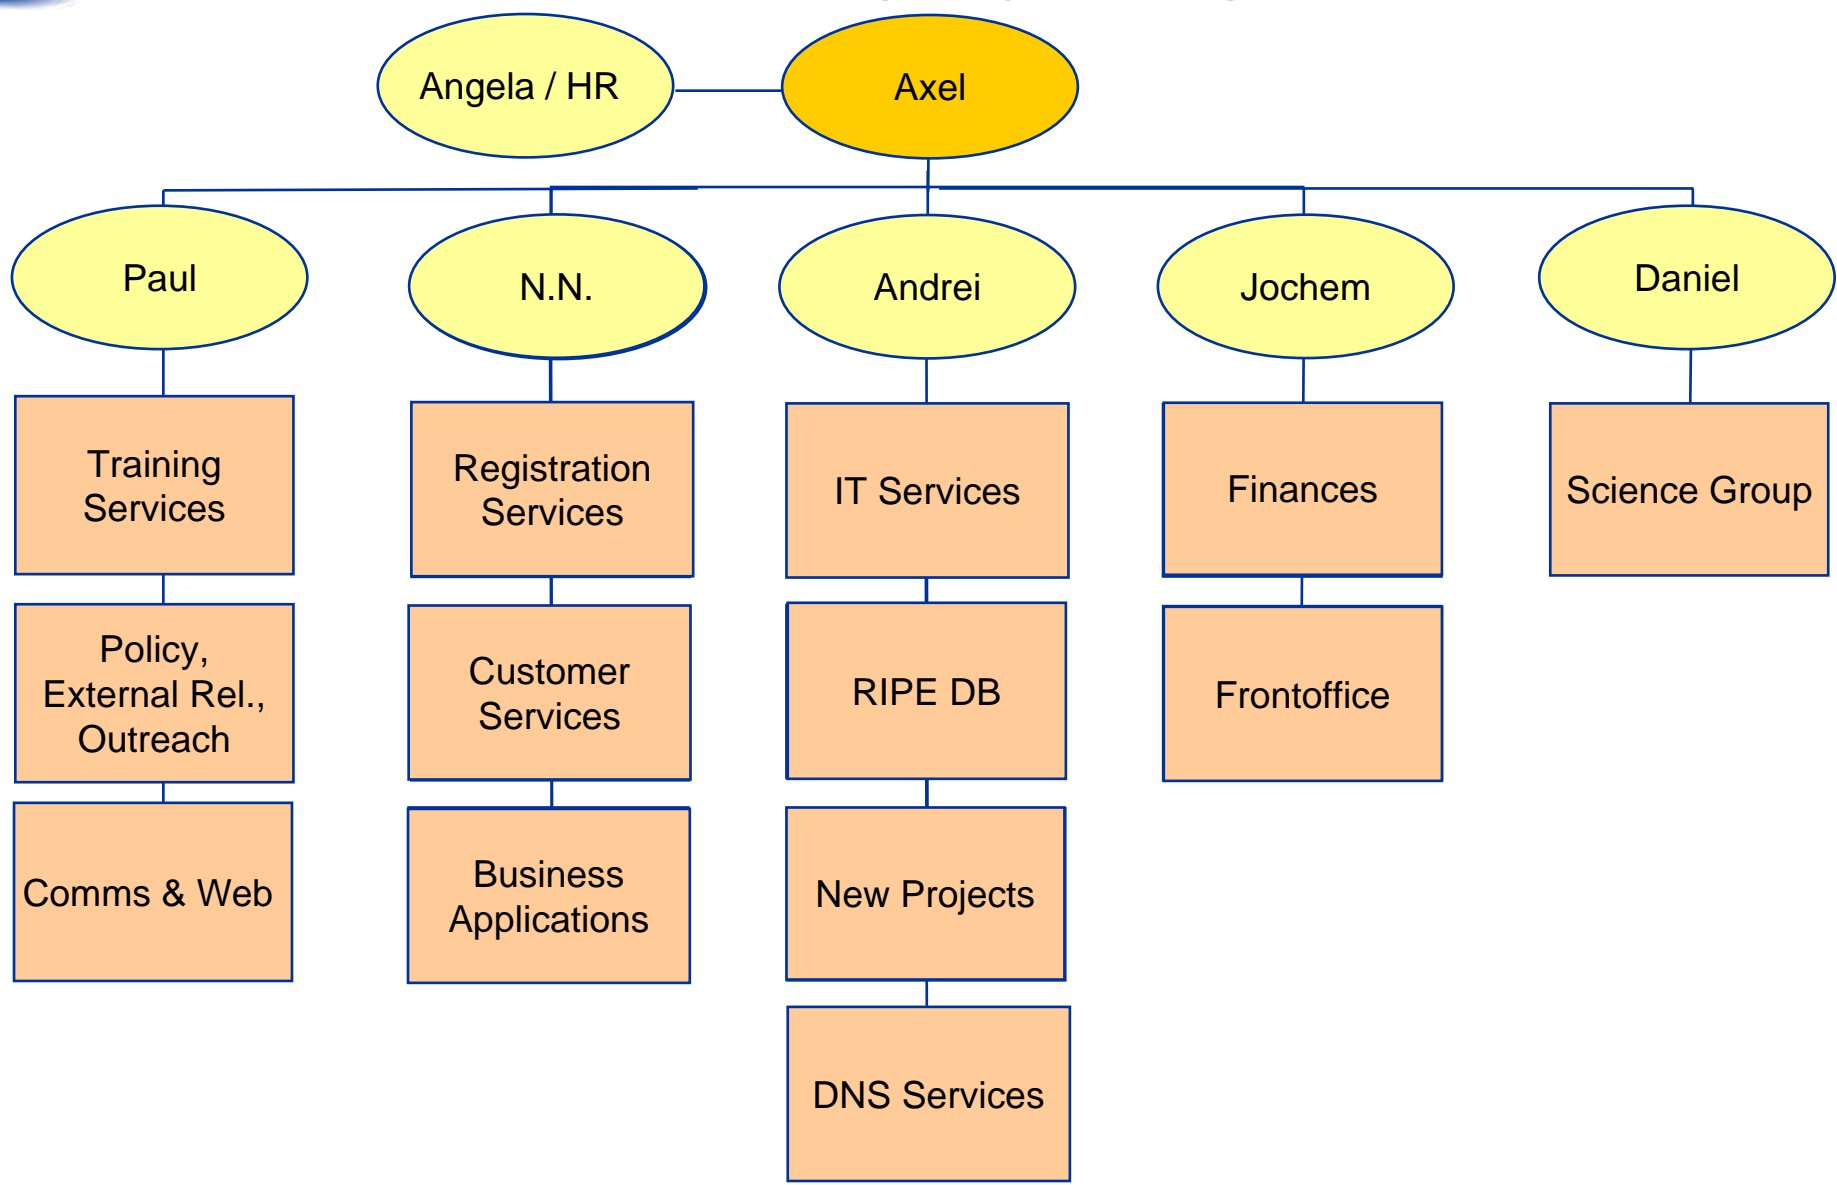 Angela / HR
Axel
Paul
N.N.
Andrei
Jochem
Daniel
Training
Services
Registration
Services
IT Services
Finances
Science Group
Policy,
External Rel.,
Outreach
Customer
Services
RIPE DB
Frontoffice
Comms & Web
Business
Applications
New Projects
DNS Services